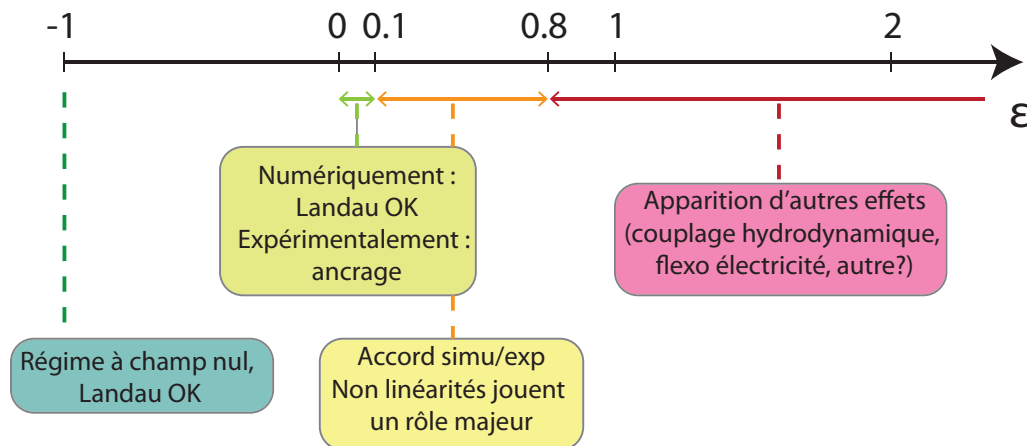 -1 0 0.1 0.8 1 2
ε
Numériquement :
Landau OK
Expérimentalement :
ancrage
Apparition d'autres effets
(couplage hydrodynamique,
flexo électricité, autre?)
Régime à champ nul,
Landau OK
Accord simu/exp
Non linéarités jouent
un rôle majeur